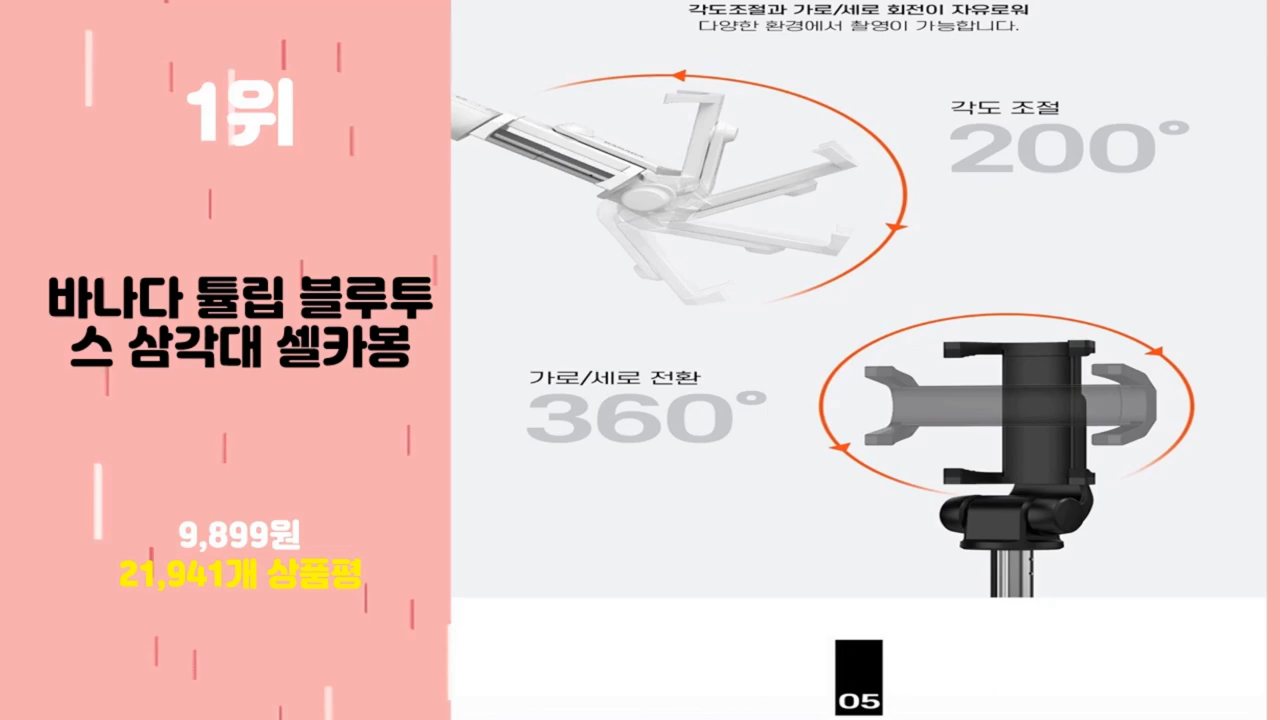 1위
바나다 튤립 블루투
스 삼각대 셀카봉
9,899원
21,941개 상품평
각도조절과 가로/세로 회전이 자유로워
다양한 환경에서 촬영이 가능합니다.
각도 조절
200°
가로/세로 전환
360°
05